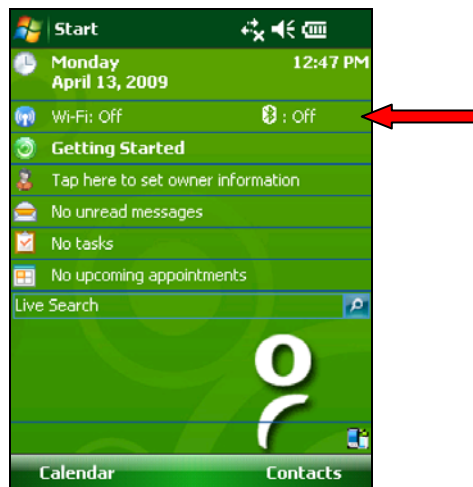 Start
Monday 12:47 PM
April 13, 2009
Wi-Fi: Off : Off
Getting Started
Tap here to set owner information
No unread messages
No tasks
No upcoming appointments
Live Search
Calendar Contacts